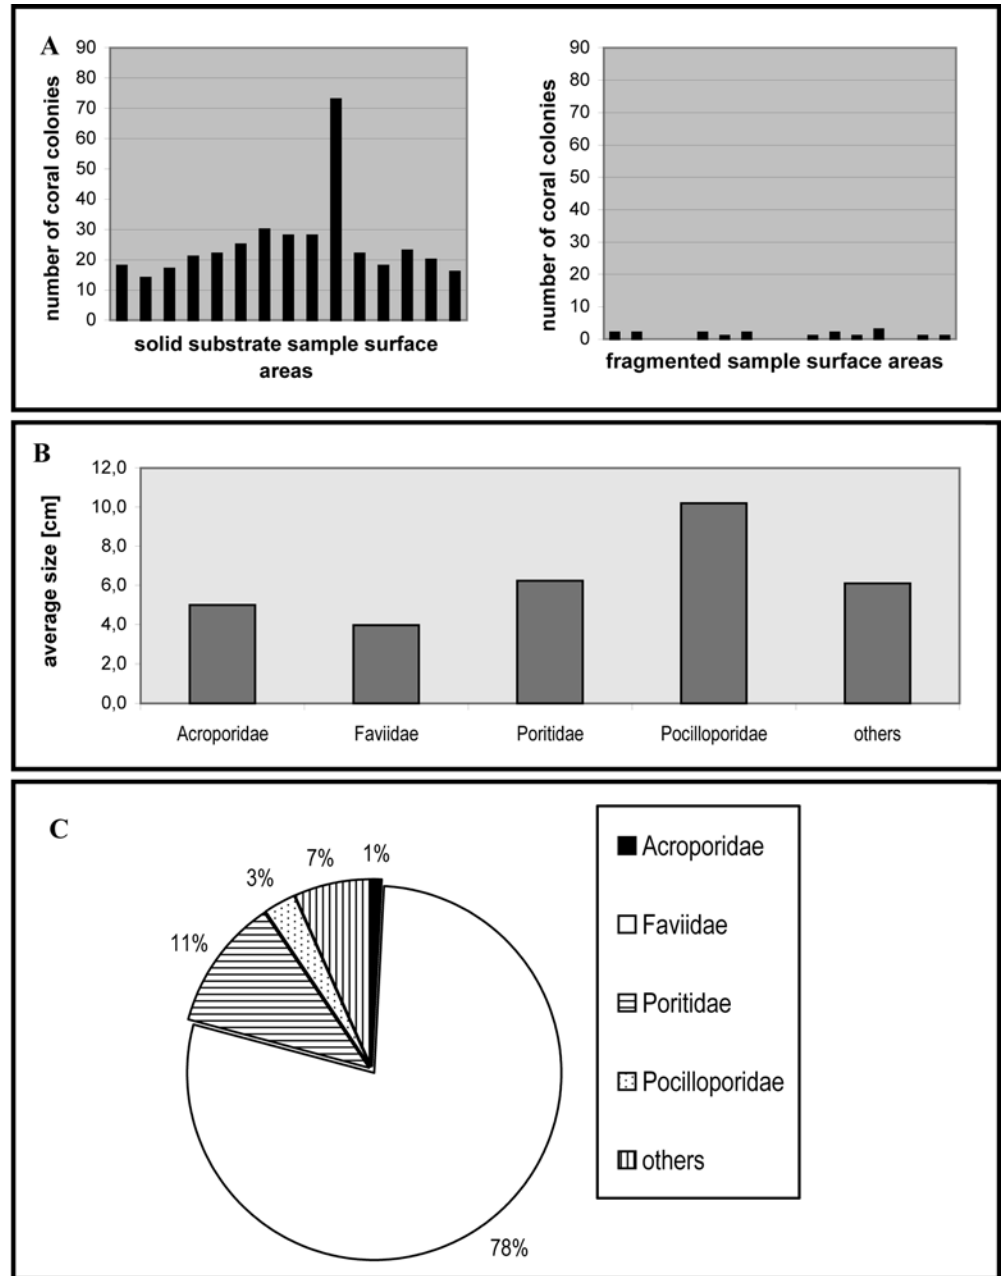 A
90
80
70
60
50
40
30
20
10
0
number of coral colonies
solid substrate sample surface
areas
90
80
70
60
50
40
30
20
10
0
number of coral colonies
fragmented sample surface areas
B
12,0
10,0
8,0
6,0
4,0
2,0
0,0
average size [cm]
Acroporidae Faviidae Poritidae Pocilloporidae others
C
1%
7%
3%
11%
78%
Acroporidae
Faviidae
Poritidae
Pocilloporidae
others